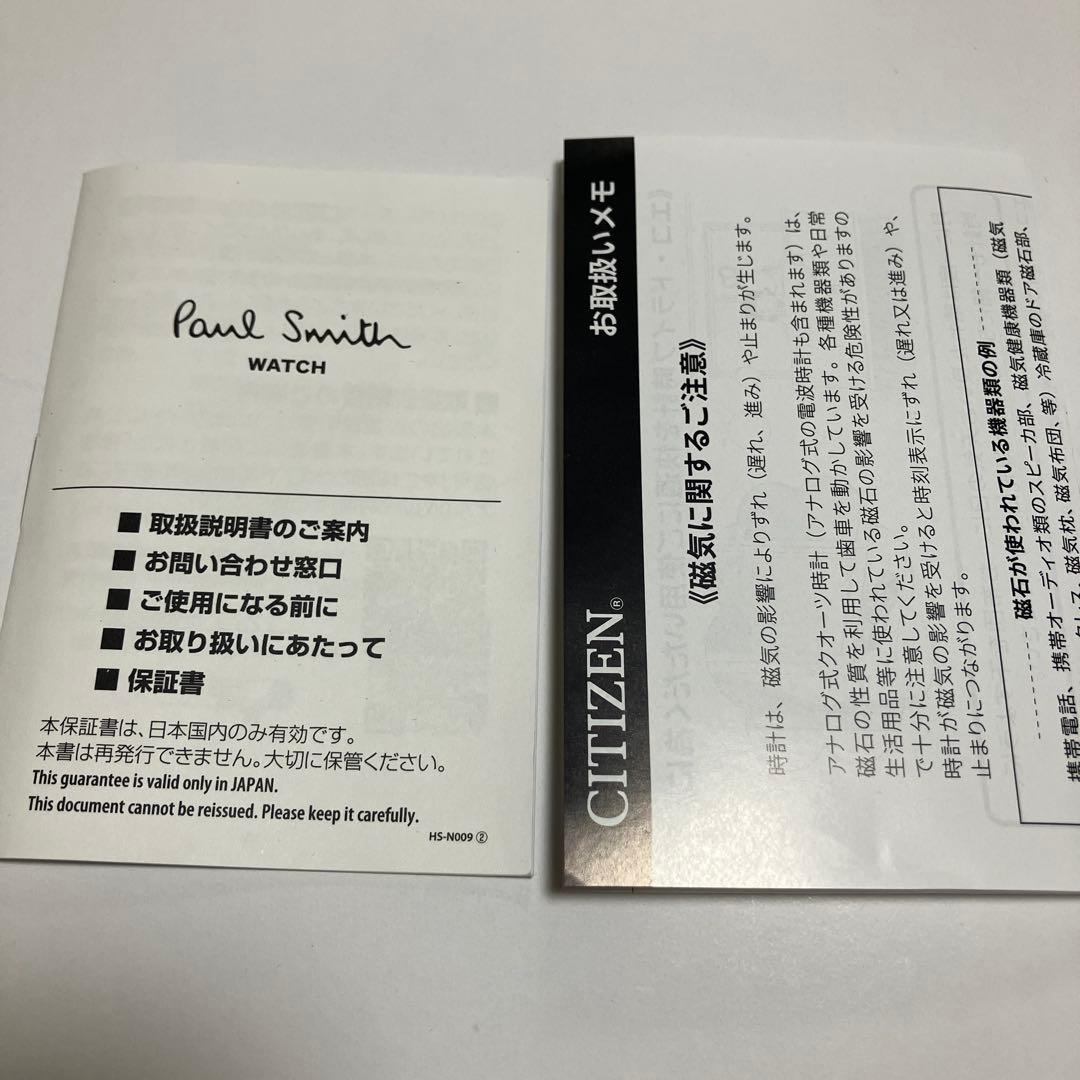 Paul Smith
WATCH
■ 取扱説明書のご案内
■ お問い合わせ窓口
■ ご使用になる前に
■ お取り扱いにあたって
■ 保証書
本保証書は、日本国内のみ有効です。
本書は再発行できません。大切に保管ください。
This guarantee is valid only in JAPAN.
This document cannot be reissued. Please keep it carefully.
HS-N009 ②
CITIZEN® お取扱いメモ
《磁気に関するご注意》
時計は、磁気の影響によりずれ（遅れ、進み）や止まりが生じます。
アナログ式クオーツ時計（アナログ式の電波時計も含まれます）は、
磁石の性質を利用して歯車を動かしています。各種機器類や日常
生活用品等に使われている磁石の影響を受ける危険性がありますの
で十分に注意してください。
時計が磁気の影響を受けると時刻表示にずれ（遅れ又は進み）や、
止まりにつながります。
磁石が使われている機器類の例
携帯電話、携帯オーディオ類のスピーカ部、磁気健康機器類（磁気
磁気枕、磁気布団、等）冷蔵庫のドア磁石部、